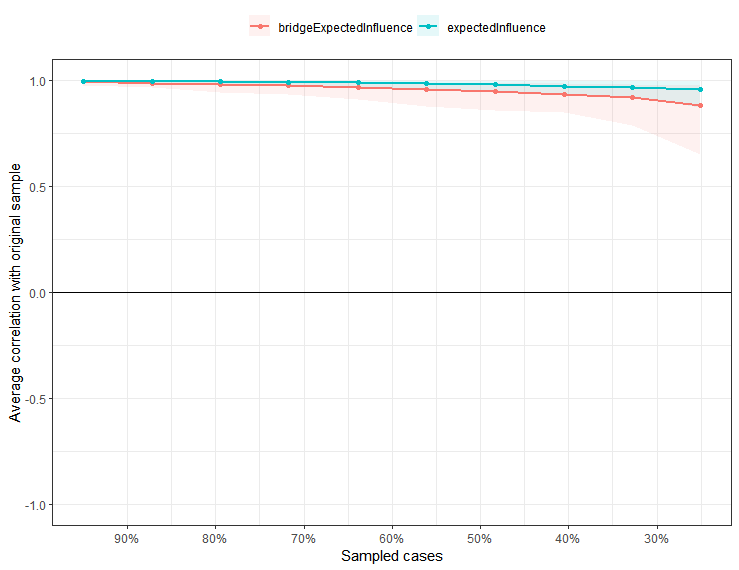 bridgeExpectedInfluence expectedInfluence
1.0
0.5
0.0
-0.5
-1.0
Average correlation with original sample
90% 80% 70% 60% 50% 40% 30%
Sampled cases